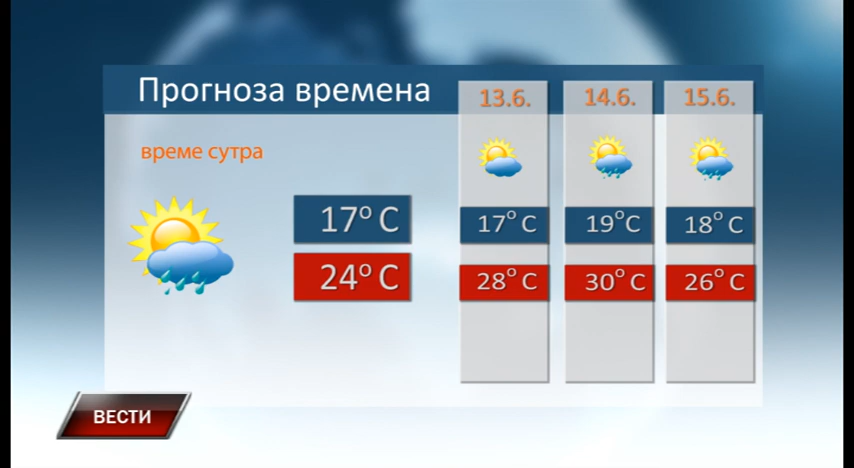 Прогноза времена
време сутра
17° C
24° C
13.6.
17° C
28° C
14.6.
19°C
30° C
15.6.
18° C
26° C
ВЕСТИ